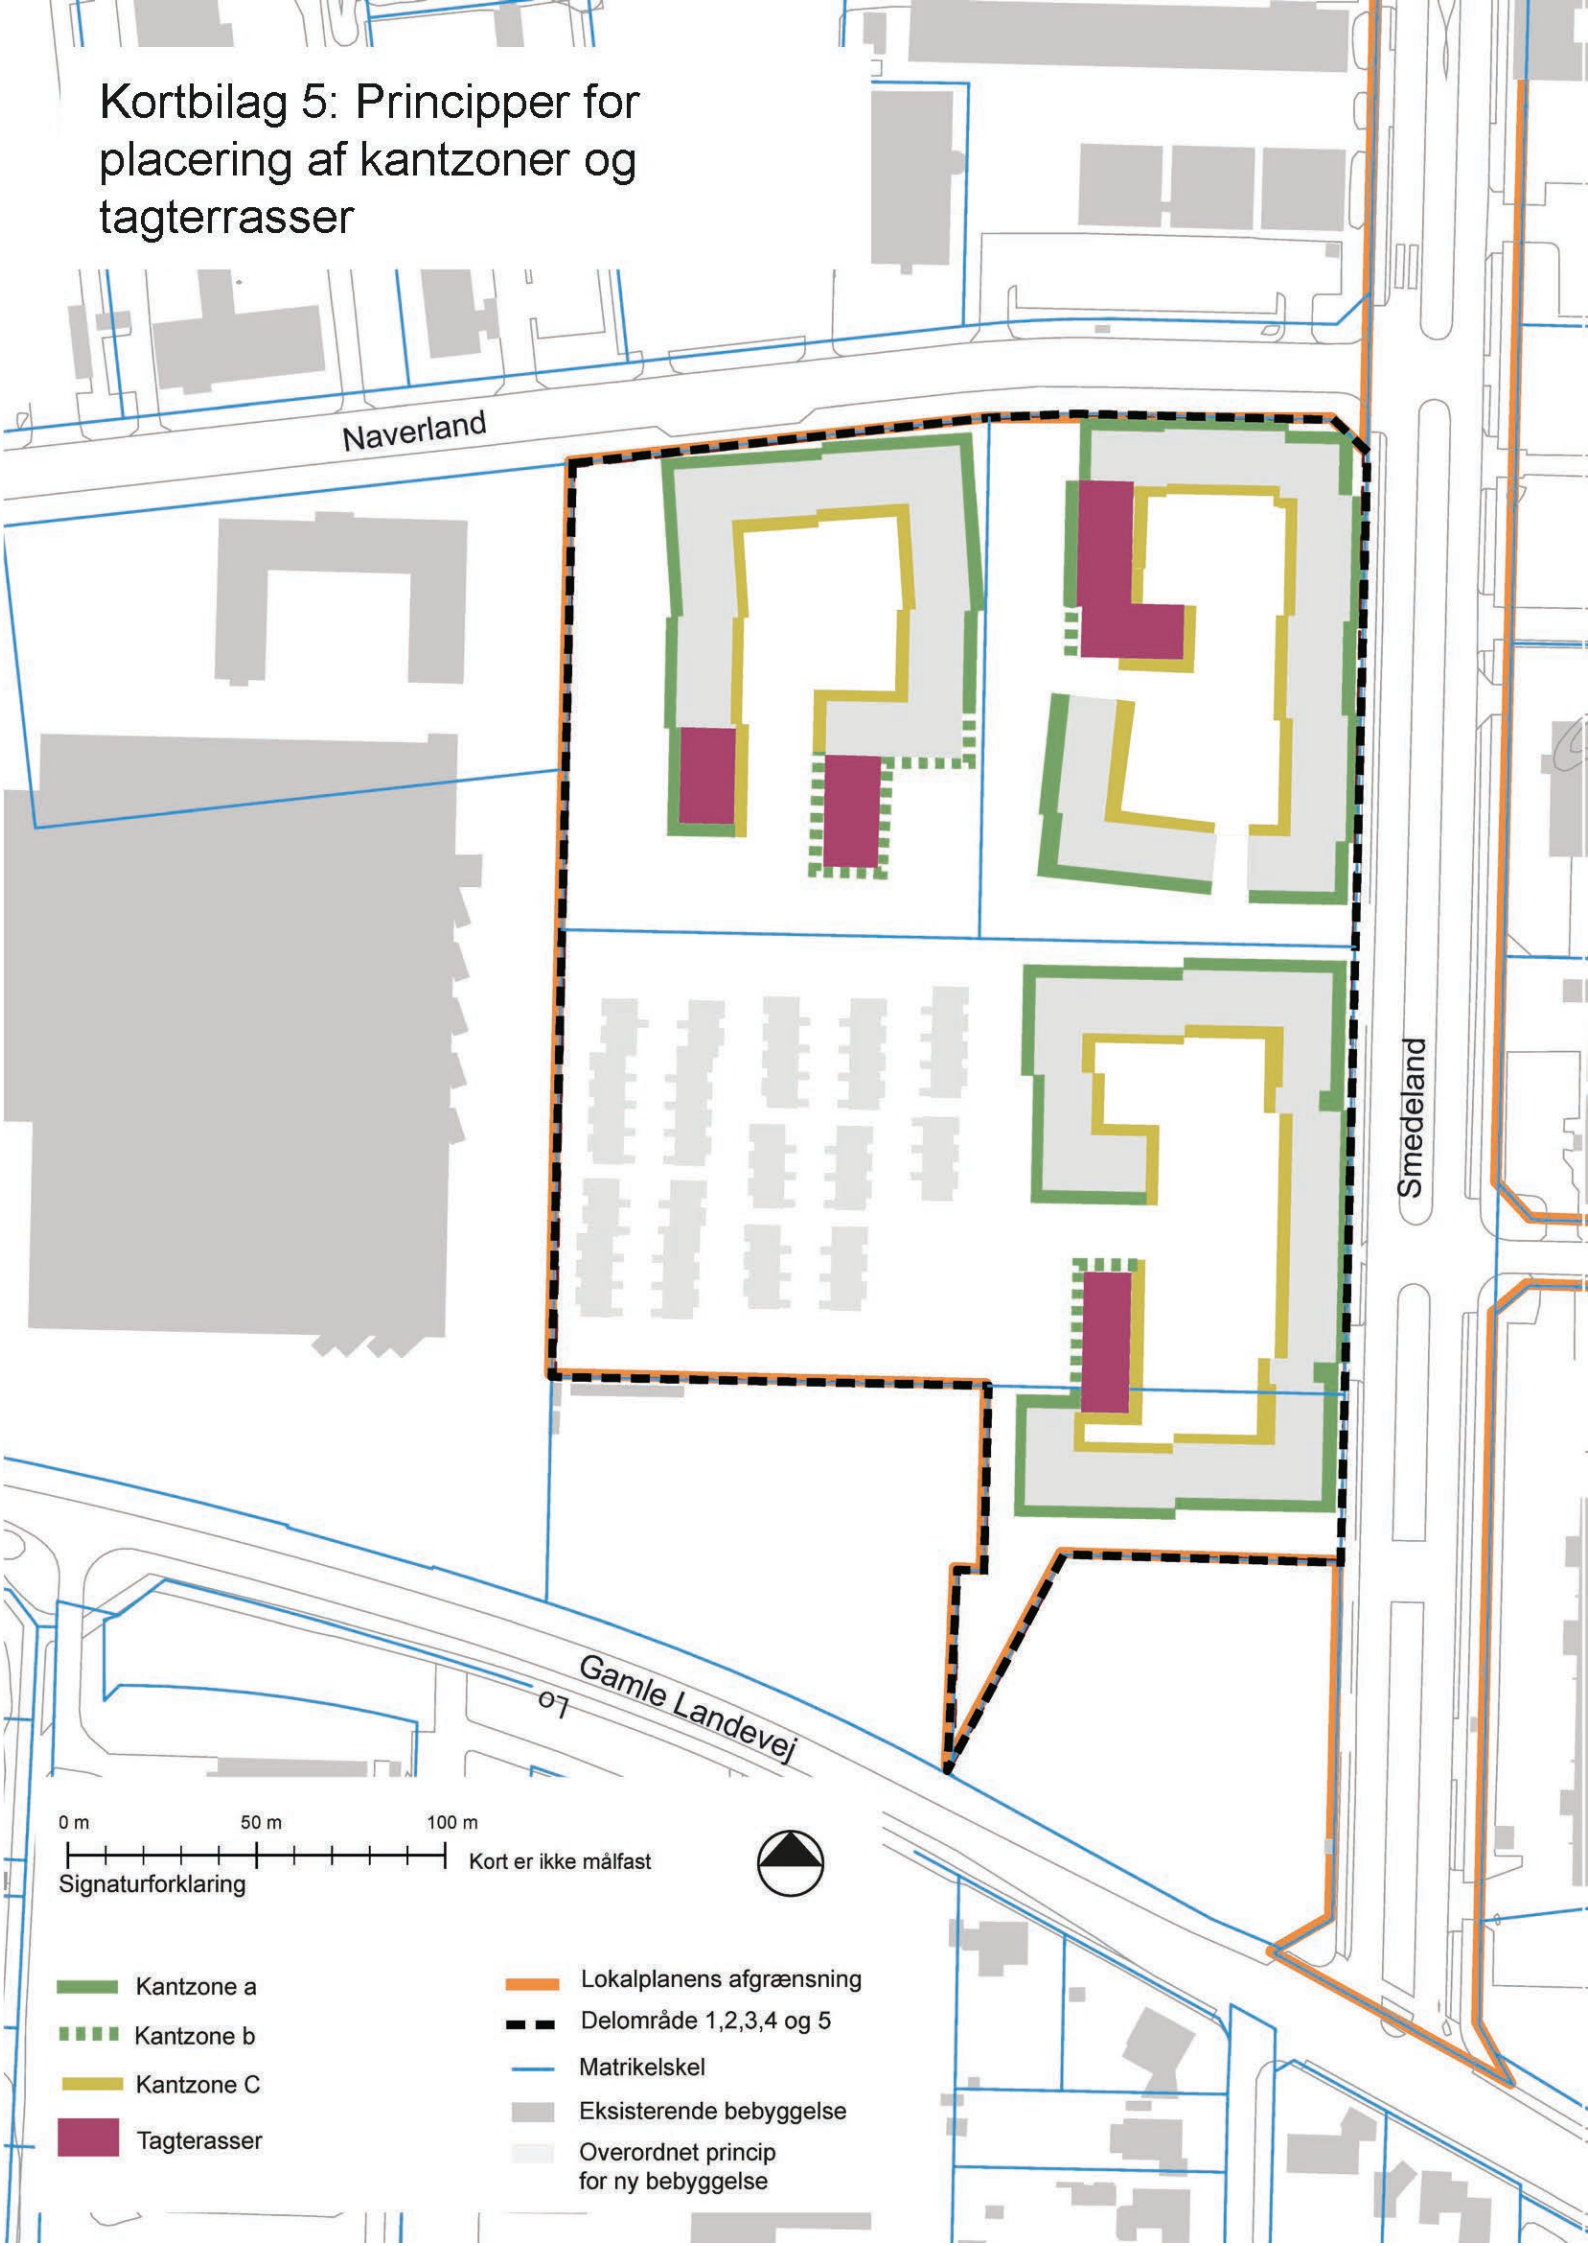 Kortbilag 5: Principper for
placering af kantzoner og
tagterrasser
Naverland
Smedeland
Gamle Landevej
Lo
0 m
50 m
100 m
Kort er ikke målfast
Signaturforklaring
Kantzone a
Kantzone b
Kantzone C
Tagterasser
Lokalplanens afgrænsning
Delområde 1,2,3,4 og 5
Matrikelskel
Eksisterende bebyggelse
Overordnet princip
for ny bebyggelse